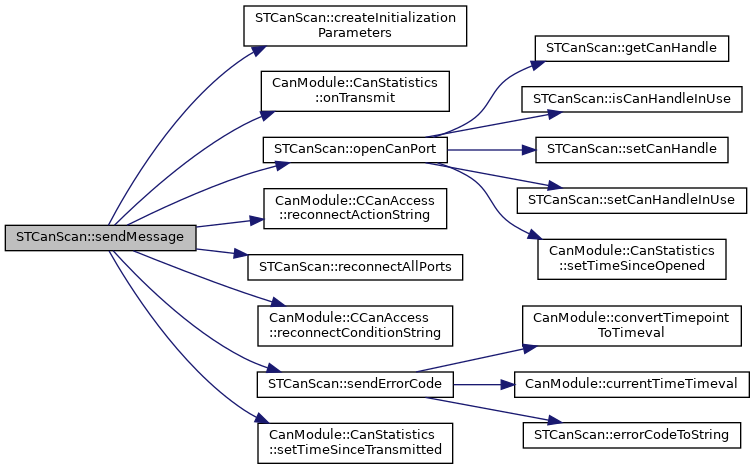 STCanScan::sendMessage
STCanScan::createInitialization
Parameters
CanModule::CanStatistics
::onTransmit
STCanScan::openCanPort
STCanScan::getCanHandle
STCanScan::isCanHandleInUse
STCanScan::setCanHandle
STCanScan::setCanHandleInUse
CanModule::CanStatistics
::setTimeSinceOpened
CanModule::CCanAccess
::reconnectActionString
STCanScan::reconnectAllPorts
CanModule::CCanAccess
::reconnectConditionString
STCanScan::sendErrorCode
CanModule::convertTimepoint
ToTimeval
CanModule::currentTimeTimeval
STCanScan::errorCodeToString
CanModule::CanStatistics
::setTimeSinceTransmitted